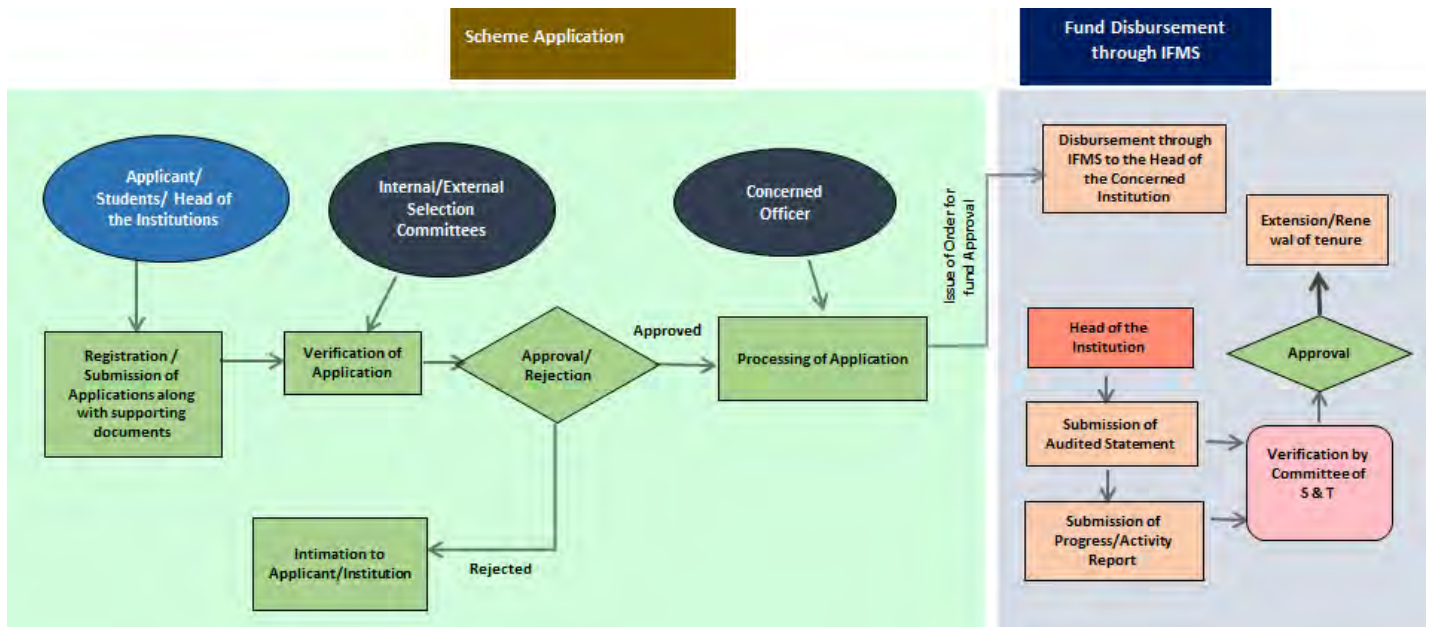 Scheme Application
Fund Disbursement
through IFMS
Applicant/
Students/ Head of
the Institutions
Internal/External
Selection
Committees
Concerned
Officer
Registration /
Submission of
Applications along
with supporting
documents
Verification of
Application
Approval/
Rejection
Approved
Processing of Application
Issue of Order for
fund Approval
Intimation to
Applicant/Institution
Rejected
Disbursement through
IFMS to the Head of
the Concerned
Institution
Extension/Rene
wal of tenure
Head of the
Institution
Approval
Submission of
Audited Statement
Verification by
Committee of
S & T
Submission of
Progress/Activity
Report